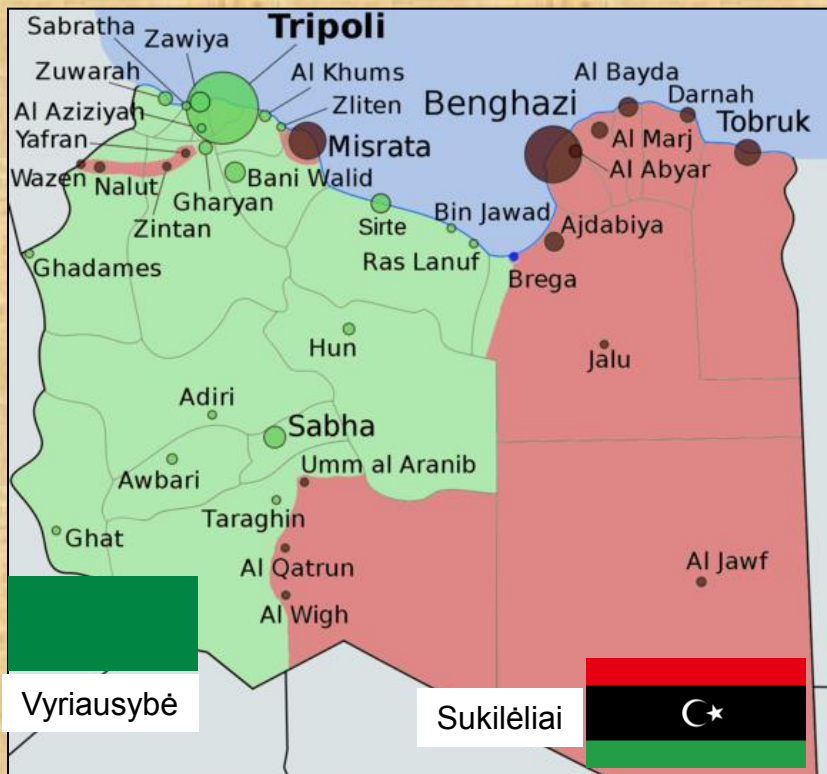 Sabratha
Zawiya
Tripoli
Zuwarah
Al Khums
Al Bayda
Al Aziziyah
Zliten
Benghazi
Darnah
Yafran
Misrata
Al Marj
Tobruk
Wazen
Nalut
Bani Walid
Al Abyar
Gharyan
Zintan
Sirte
Bin Jawad
Ajdabiya
Ghadames
Ras Lanuf
Brega
Hun
Jalu
Adiri
Sabha
Awbari
Umm al Aranib
Taraghin
Ghat
Al Qatrun
Al Jawf
Al Wigh
Vyriausybė
Sukilėliai